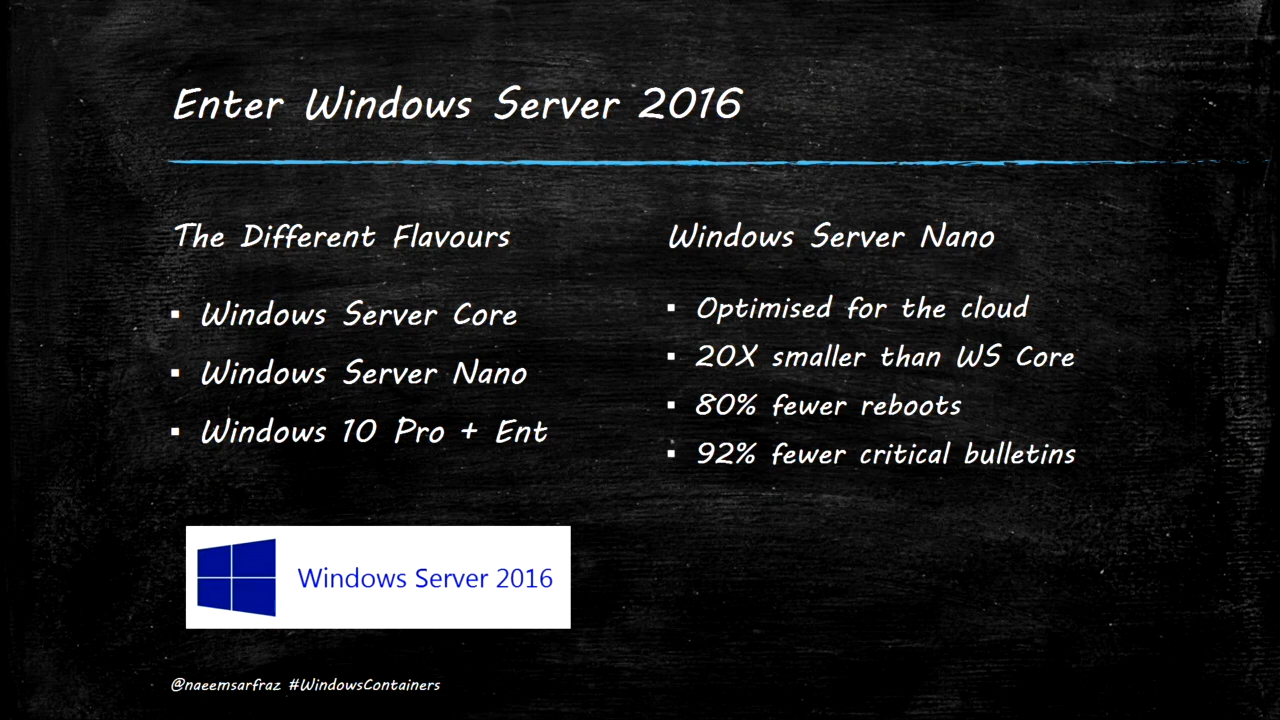 Enter Windows Server 2016
The Different Flavours
▪ Windows Server Core
▪ Windows Server Nano
▪ Windows 10 Pro + Ent
Windows Server Nano
▪ Optimised for the cloud
▪ 20X smaller than WS Core
▪ 80% fewer reboots
▪ 92% fewer critical bulletins
Windows Server 2016
@naeemsarfraz #WindowsContainers